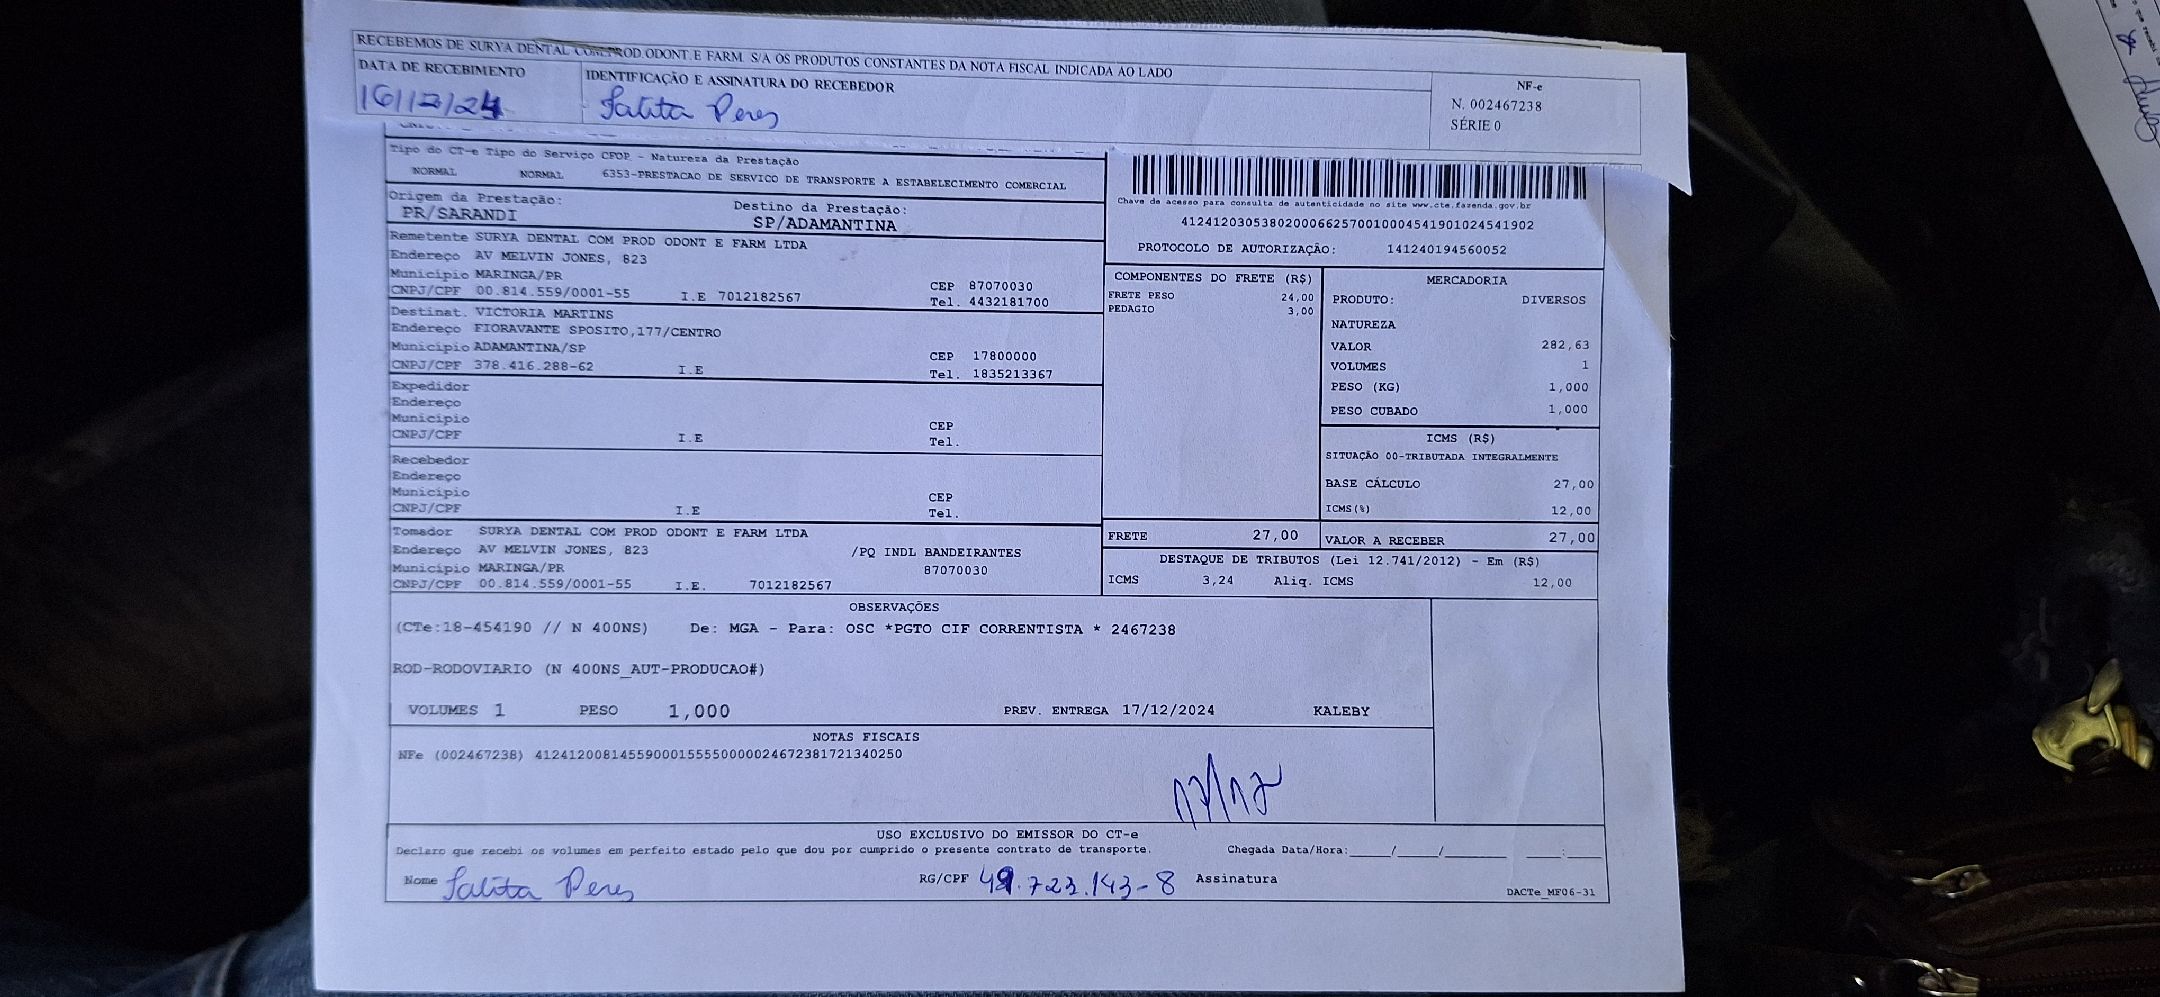 RECEBEMOS DE SURYA DENTAL COM PROD.ODONT.E FARM. S/A OS PRODUTOS CONSTANTES DA NOTA FISCAL INDICADA AO LADO
DATA DE RECEBIMENTO IDENTIFICAÇÃO E ASSINATURA DO RECEBEDOR
16/12/24 Talita Peres
NF-e
N. 002467238
SÉRIE 0
Tipo do CT-e Tipo do Serviço CFOP - Natureza da Prestação
NORMAL NORMAL 6353-PRESTACAO DE SERVICO DE TRANSPORTE A ESTABELECIMENTO COMERCIAL
Origem da Prestação: Destino da Prestação:
PR/SARANDI SP/ADAMANTINA
Chave de acesso para consulta de autenticidade no site www.cte.fazenda.gov.br
41241203053802000662570010004541901024541902
PROTOCOLO DE AUTORIZAÇÃO: 141240194560052
Remetente SURYA DENTAL COM PROD ODONT E FARM LTDA
Endereço AV MELVIN JONES, 823
Município MARINGA/PR CEP 87070030
CNPJ/CPF 00.814.559/0001-55 I.E 7012182567 Tel. 4432181700
Destinat. VICTORIA MARTINS
Endereço FIORAVANTE SPOSITO,177/CENTRO
Município ADAMANTINA/SP CEP 17800000
CNPJ/CPF 378.416.288-62 I.E Tel. 1835213367
Expedidor
Endereço
Município CEP
CNPJ/CPF I.E Tel.
Recebedor
Endereço
Município CEP
CNPJ/CPF I.E Tel.
Tomador SURYA DENTAL COM PROD ODONT E FARM LTDA
Endereço AV MELVIN JONES, 823 /PQ INDL BANDEIRANTES
Município MARINGA/PR 87070030
CNPJ/CPF 00.814.559/0001-55 I.E. 7012182567
COMPONENTES DO FRETE (R$)
FRETE PESO 24,00
PEDAGIO 3,00
FRETE 27,00
MERCADORIA
PRODUTO: DIVERSOS
NATUREZA
VALOR 282,63
VOLUMES 1
PESO (KG) 1,000
PESO CUBADO 1,000
ICMS (R$)
SITUAÇÃO 00-TRIBUTADA INTEGRALMENTE
BASE CÁLCULO 27,00
ICMS(%) 12,00
VALOR A RECEBER 27,00
DESTAQUE DE TRIBUTOS (Lei 12.741/2012) - Em (R$)
ICMS 3,24 Aliq. ICMS 12,00
OBSERVAÇÕES
(CTe:18-454190 // N 400NS) De: MGA - Para: OSC *PGTO CIF CORRENTISTA * 2467238
ROD-RODOVIARIO (N 400NS_AUT-PRODUCAO#)
VOLUMES 1 PESO 1,000 PREV. ENTREGA 17/12/2024 KALEBY
NOTAS FISCAIS
NFe (002467238) 41241200814559000155550000024672381721340250
17/12
USO EXCLUSIVO DO EMISSOR DO CT-e
Declaro que recebi os volumes em perfeito estado pelo que dou por cumprido o presente contrato de transporte. Chegada Data/Hora:____/____/______ ____:____
Nome Talita Peres RG/CPF 49.723.143-8 Assinatura
DACTe_MF06-31